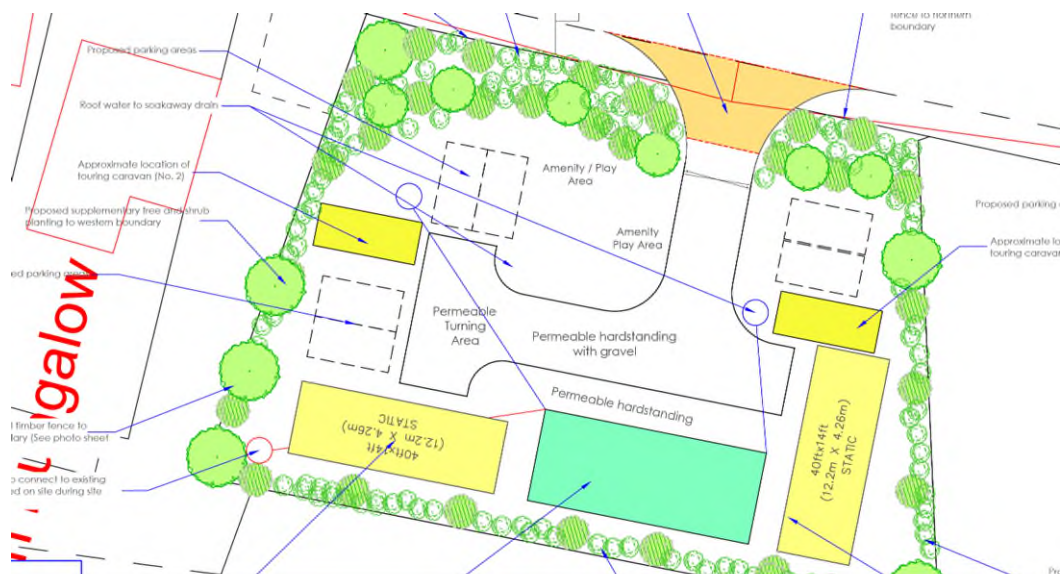 fence to northern
boundary
Proposed parking areas
Roof water to soakaway drain
Approximate location of
touring caravan (No. 2)
Amenity / Play
Area
Proposed supplementary tree and shrub
planting to western boundary
Amenity
Play Area
Proposed parking
Approximate lo
touring caravan
ed parking area
Permeable
Turning
Area
Permeable hardstanding
with gravel
Permeable hardstanding
40ftx14ft
(12.2m X 4.26m)
STATIC
40ftx14ft
(12.2m X 4.26m)
STATIC
timber fence to
dary (See photo sheet
o connect to existing
d on site during site
galow